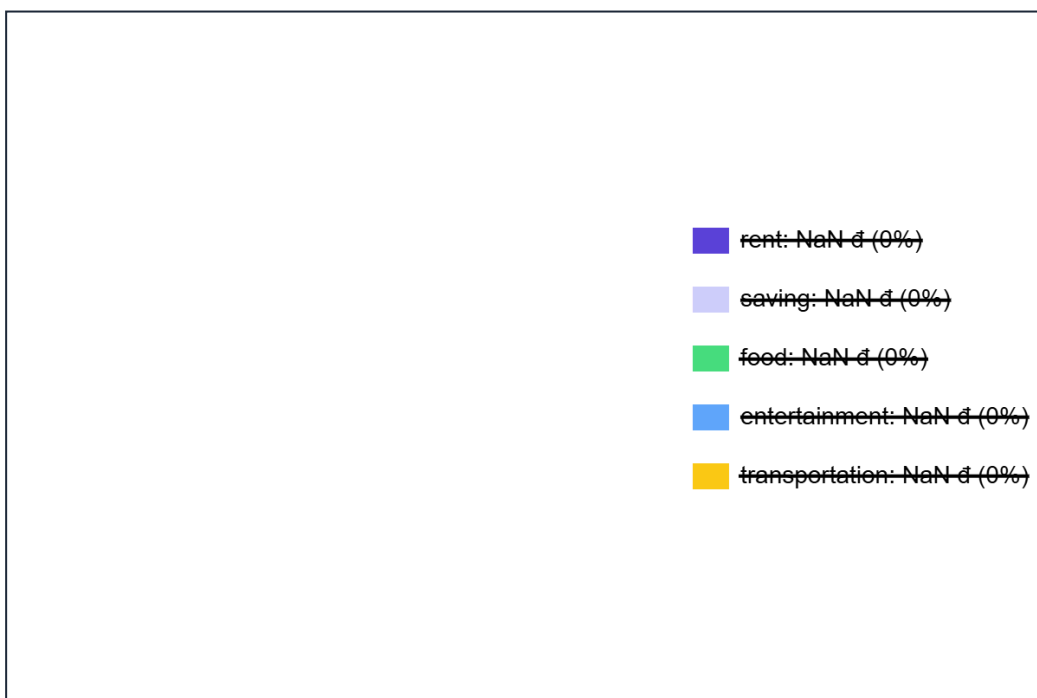 rent: NaN đ (0%)
saving: NaN đ (0%)
food: NaN đ (0%)
entertainment: NaN đ (0%)
transportation: NaN đ (0%)